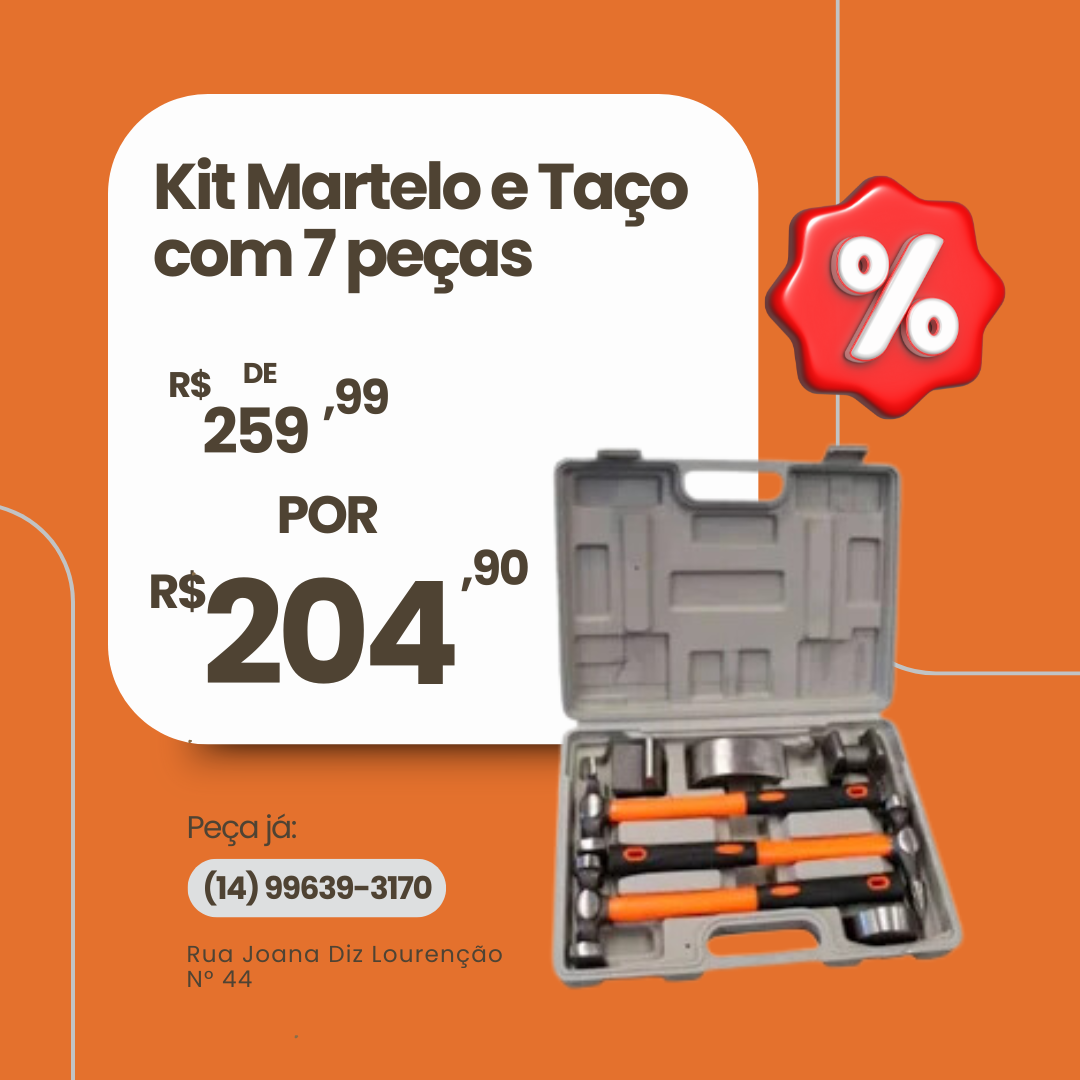 Kit Martelo e Taço
com 7 peças
%
DE
R$ 259 ,99
POR
R$ 204 ,90
Peça já:
(14) 99639-3170
Rua Joana Diz Lourenção
Nº 44